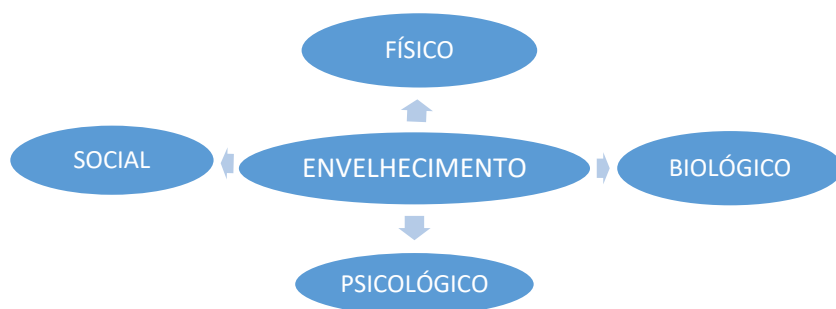 FÍSICO
SOCIAL
ENVELHECIMENTO
BIOLÓGICO
PSICOLÓGICO